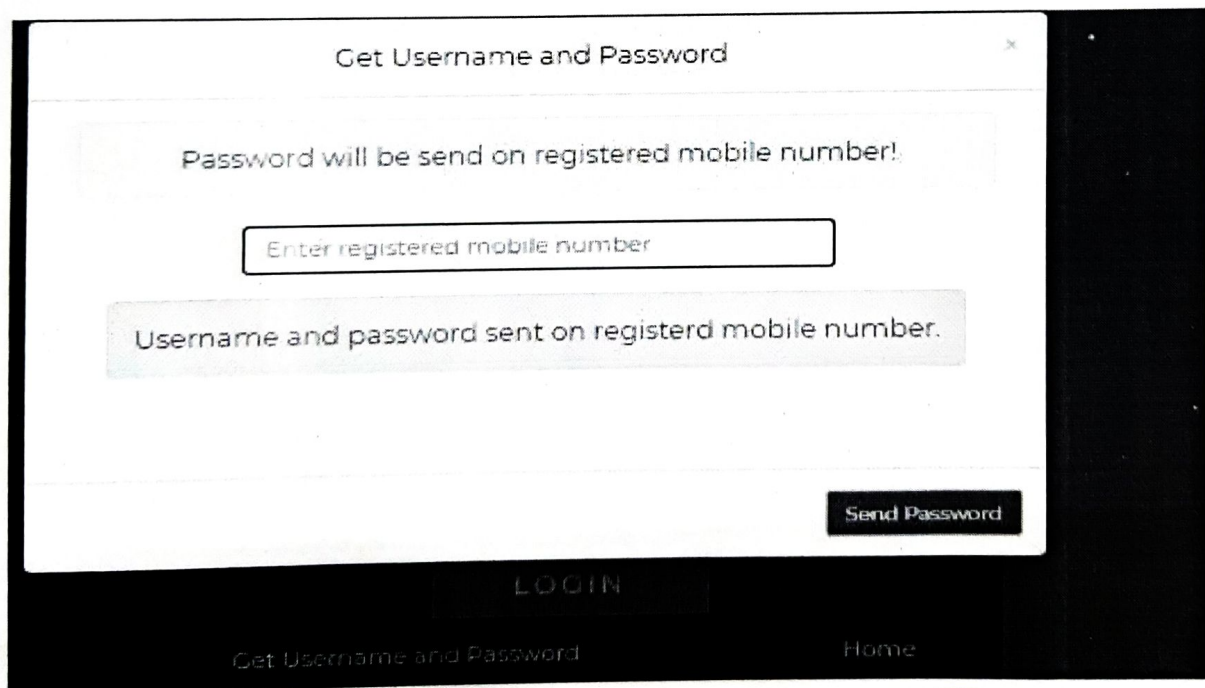 Get Username and Password ×
Password will be send on registered mobile number!
Enter registered mobile number
Username and password sent on registerd mobile number.
Send Password
LOGIN
Get Username and Password Home